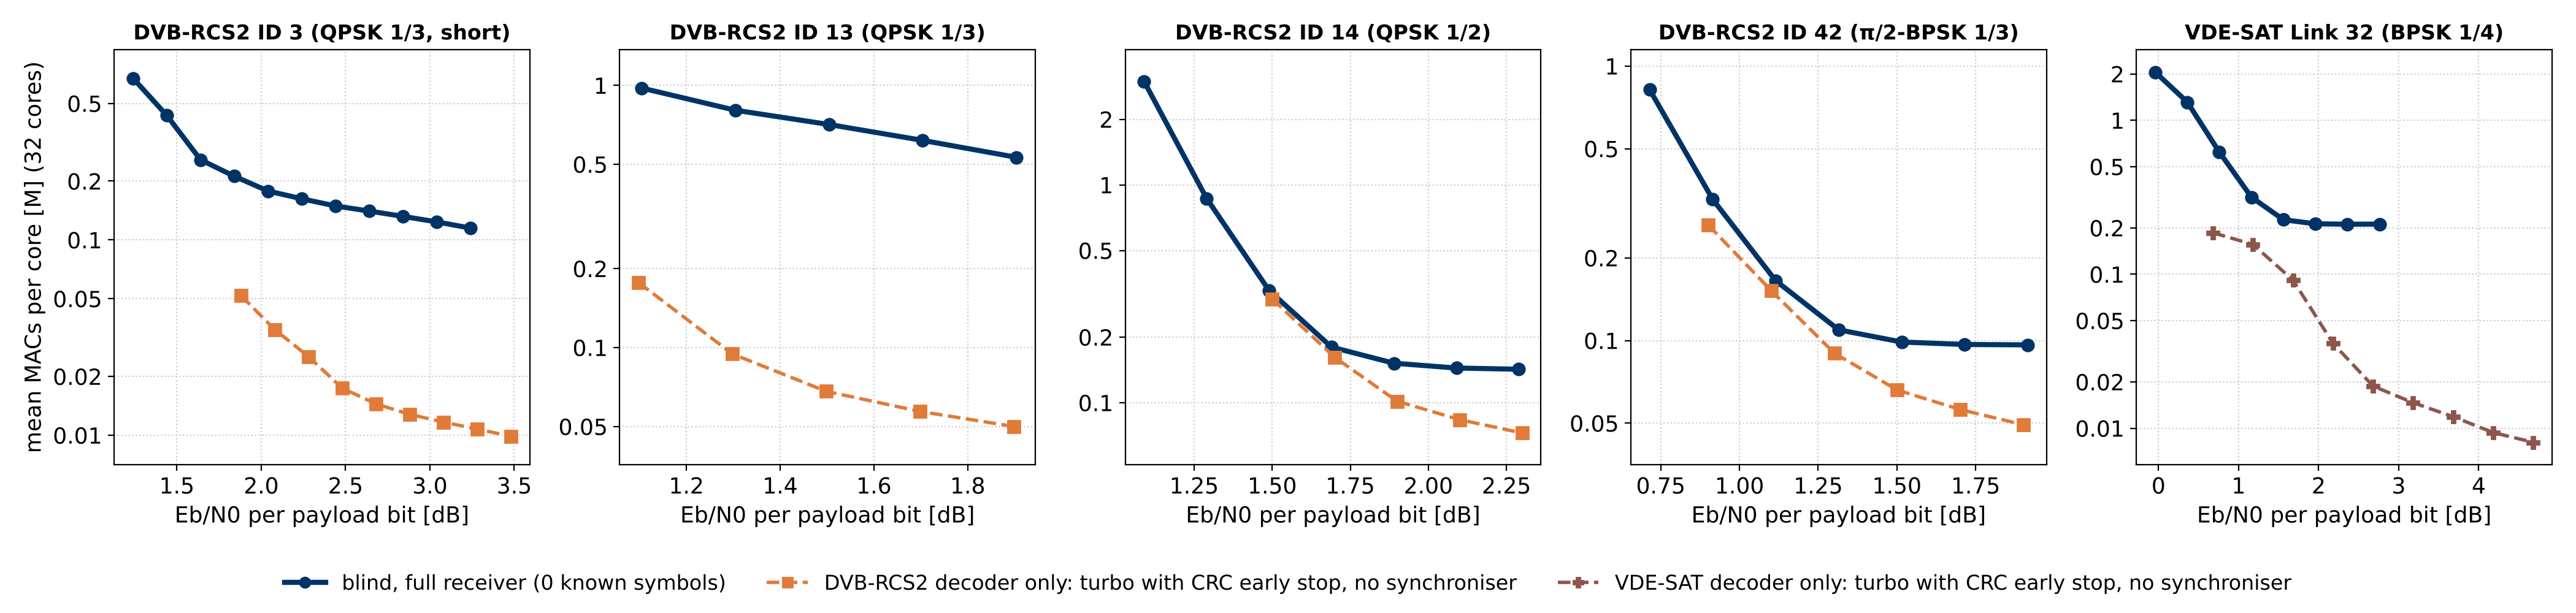 DVB-RCS2 ID 3 (QPSK 1/3, short)
mean MACs per core [M] (32 cores)
0.5
0.2
0.1
0.05
0.02
0.01
1.5 2.0 2.5 3.0 3.5
Eb/N0 per payload bit [dB]
DVB-RCS2 ID 13 (QPSK 1/3)
1
0.5
0.2
0.1
0.05
1.2 1.4 1.6 1.8
Eb/N0 per payload bit [dB]
DVB-RCS2 ID 14 (QPSK 1/2)
2
1
0.5
0.2
0.1
1.25 1.50 1.75 2.00 2.25
Eb/N0 per payload bit [dB]
DVB-RCS2 ID 42 (π/2-BPSK 1/3)
1
0.5
0.2
0.1
0.05
0.75 1.00 1.25 1.50 1.75
Eb/N0 per payload bit [dB]
VDE-SAT Link 32 (BPSK 1/4)
2
1
0.5
0.2
0.1
0.05
0.02
0.01
0 1 2 3 4
Eb/N0 per payload bit [dB]
blind, full receiver (0 known symbols)
DVB-RCS2 decoder only: turbo with CRC early stop, no synchroniser
VDE-SAT decoder only: turbo with CRC early stop, no synchroniser